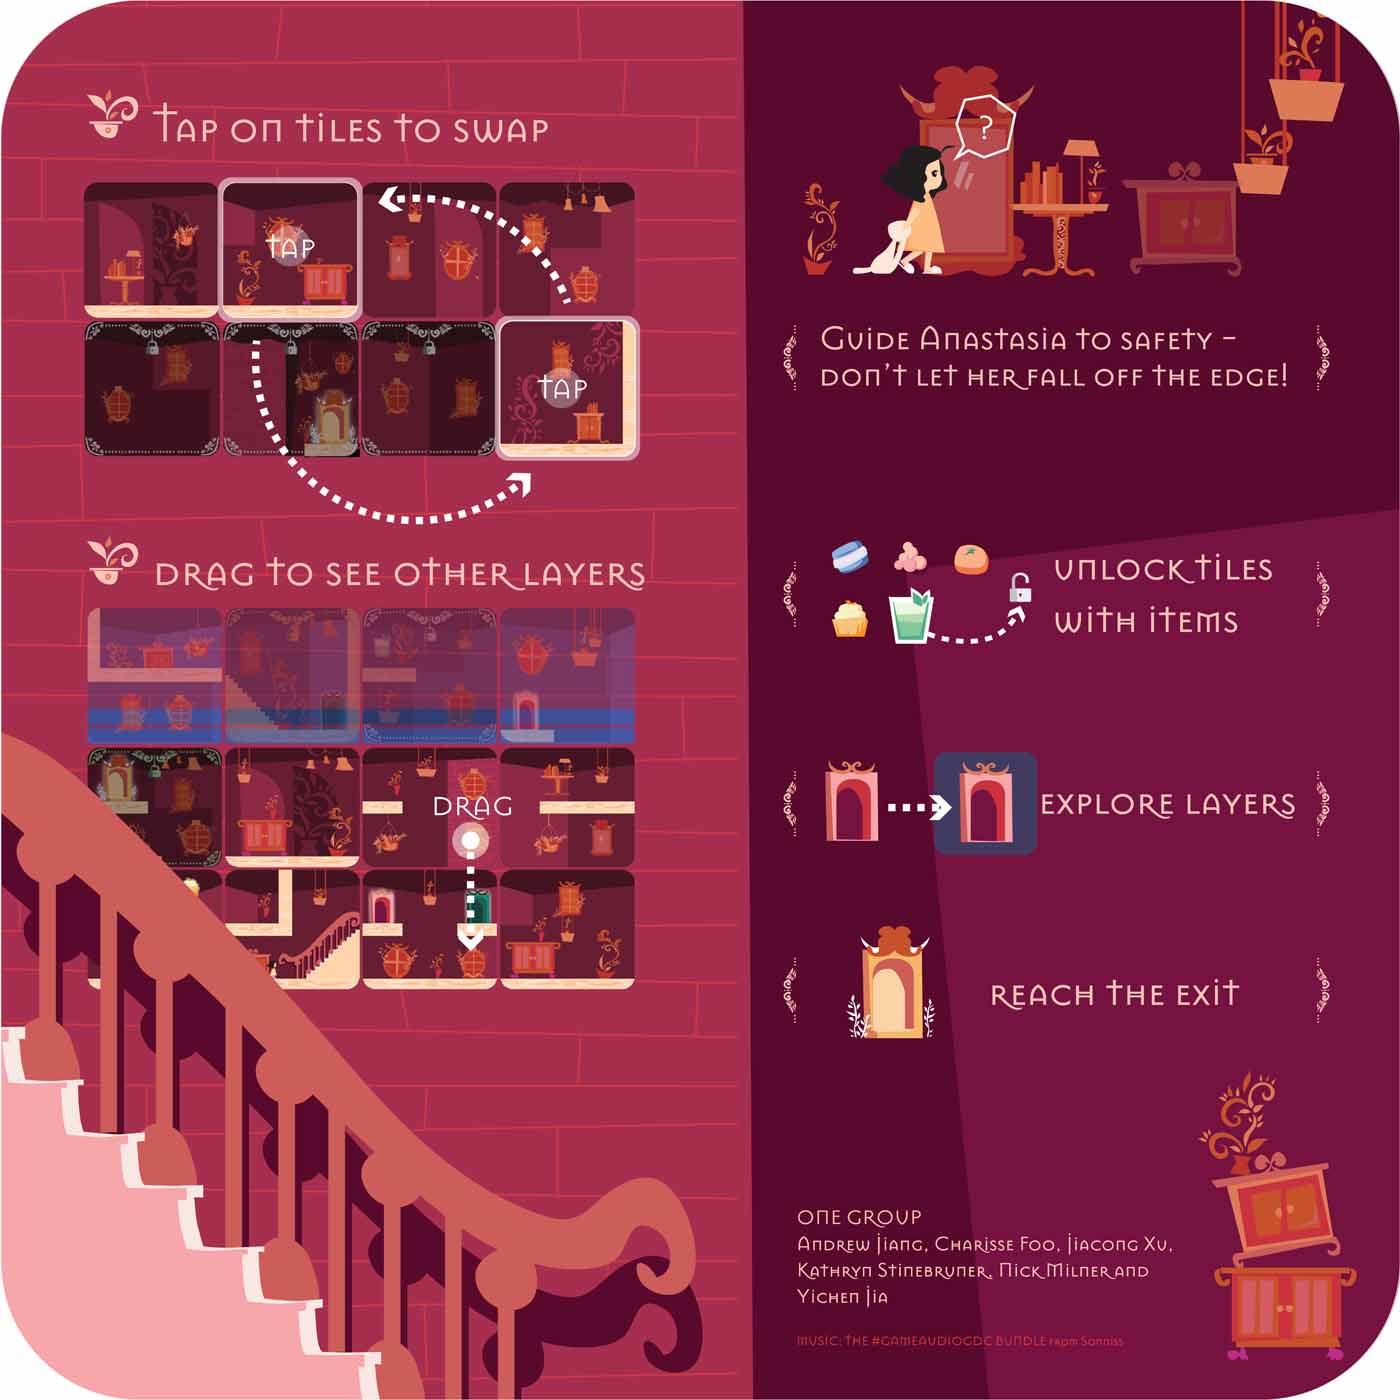 Tap on tiles to swap
TAP
TAP
Drag to see other layers
DRAG
?
Guide Anastasia to safety –
don't let her fall off the edge!
Unlock tiles
with items
Explore layers
Reach the exit
One Group
Andrew Jiang, Charisse Foo, Jiacong Xu,
Kathryn Stinebruner, Nick Milner and
Yichen Jia
Music: The #GameAudioGDC Bundle from Sonniss